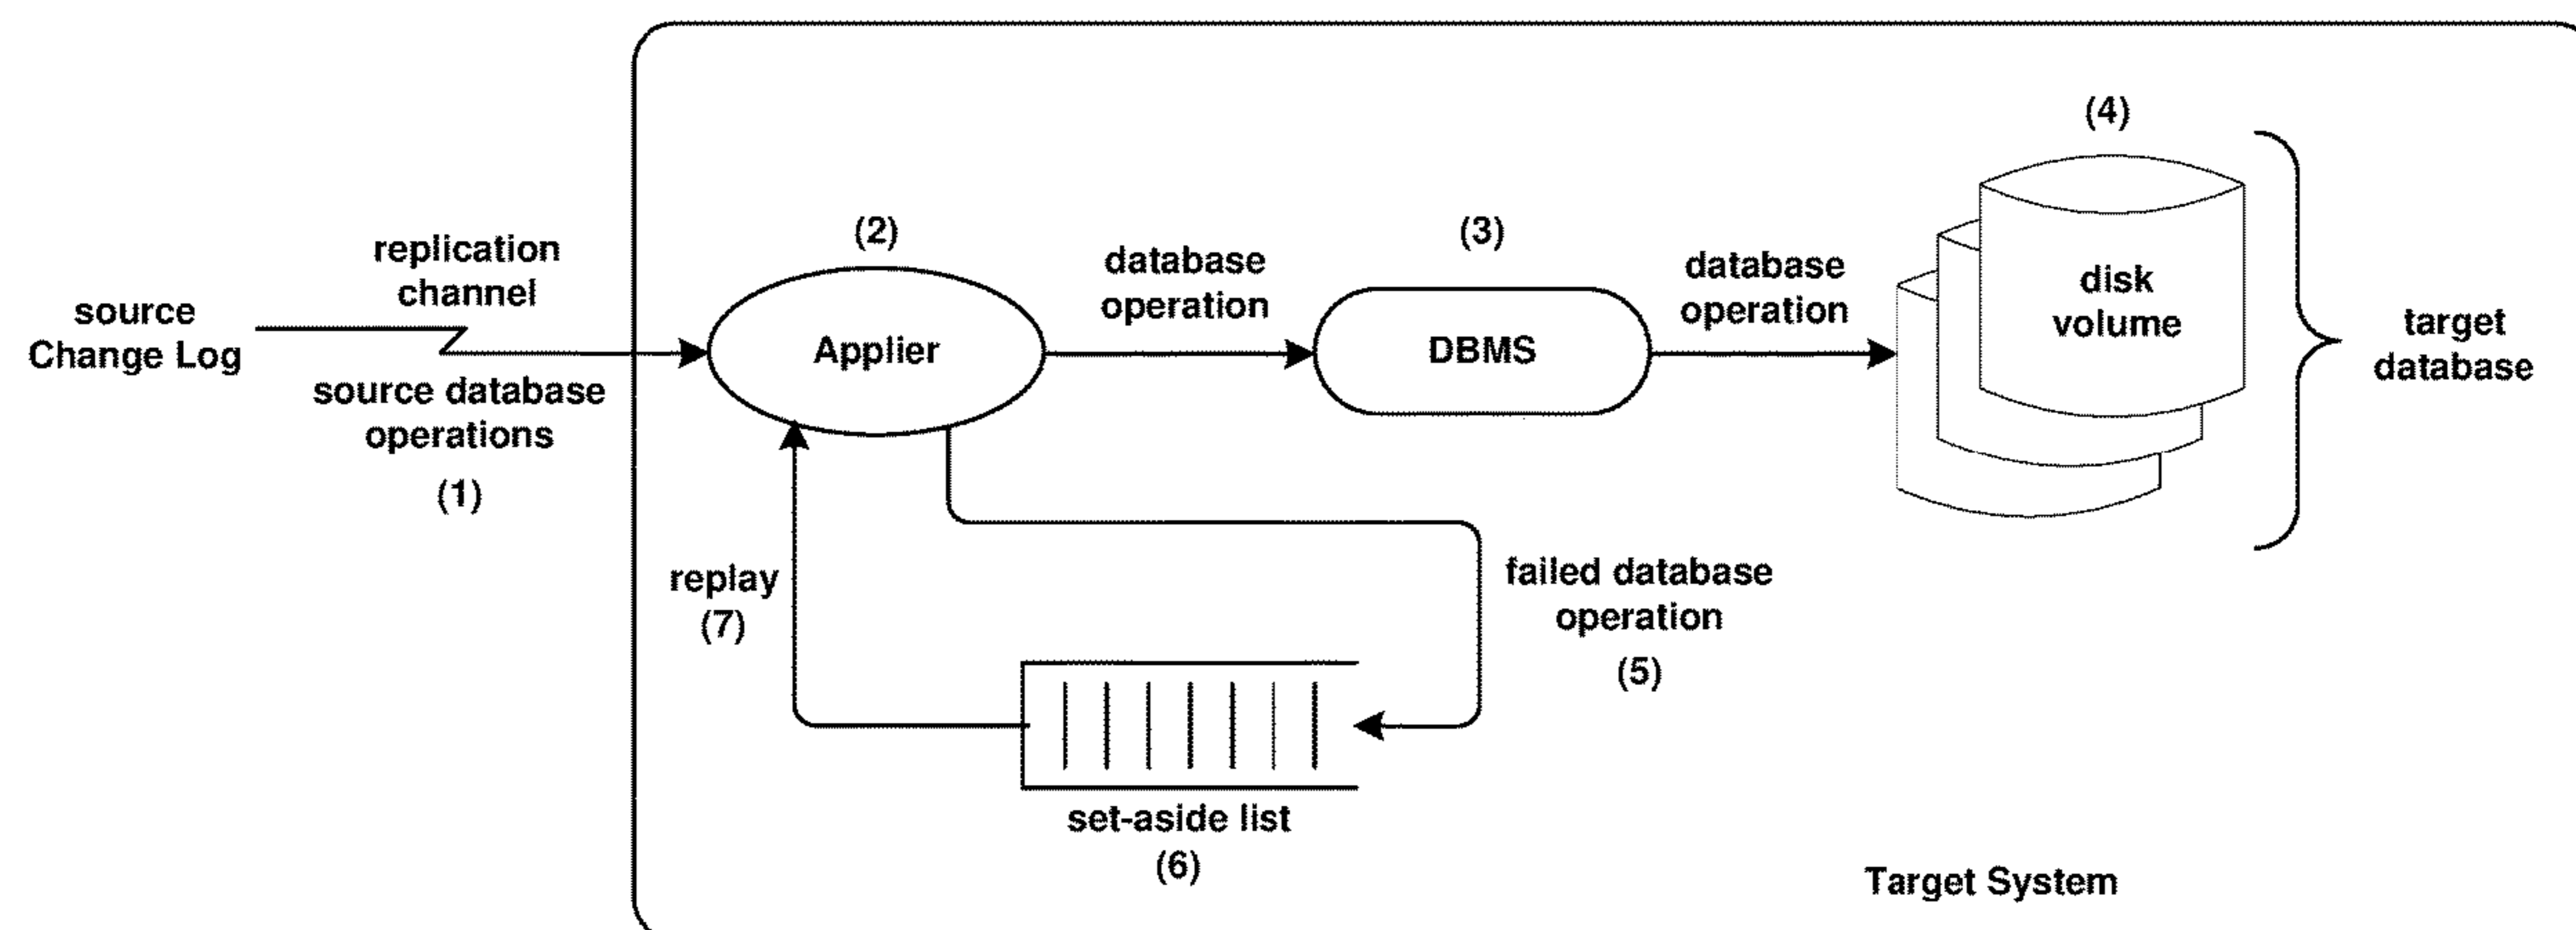 source
Change Log
replication
channel
source database
operations
(1)
(2)
Applier
database
operation
(3)
DBMS
database
operation
(4)
disk
volume
target
database
replay
(7)
failed database
operation
(5)
set-aside list
(6)
Target System